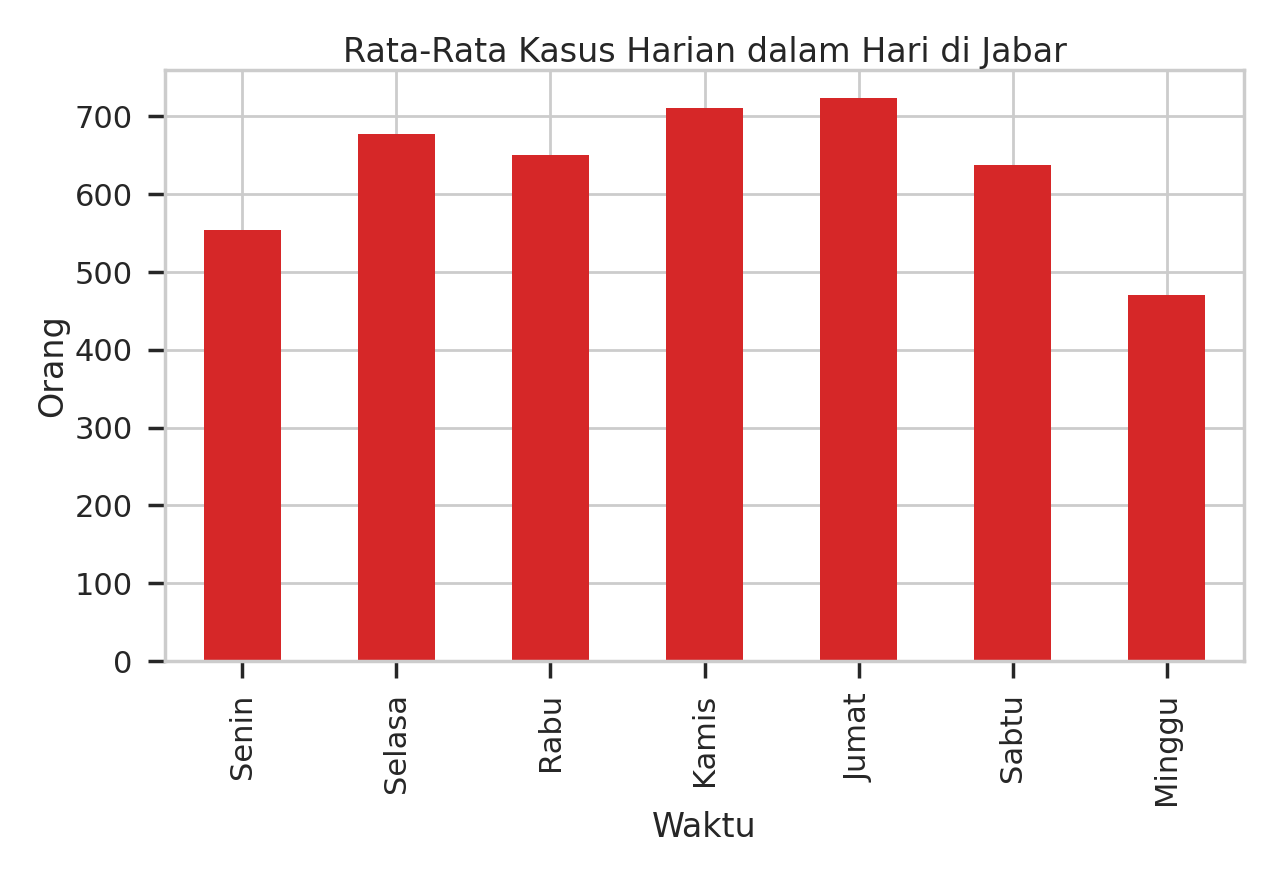 Rata-Rata Kasus Harian dalam Hari di Jabar
700
600
500
400
300
200
100
0
Orang
Senin
Selasa
Rabu
Kamis
Jumat
Sabtu
Minggu
Waktu